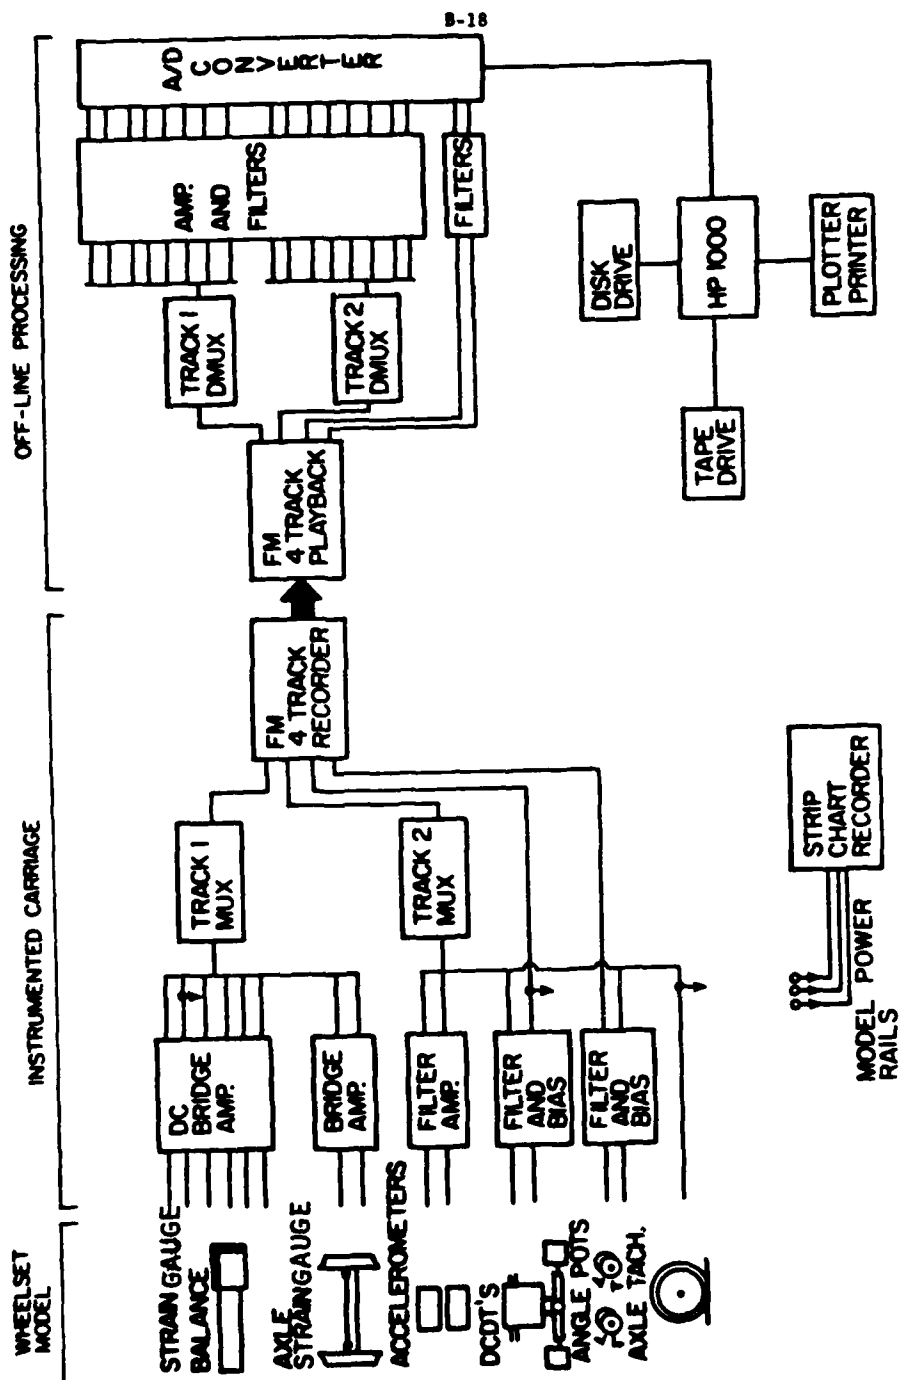 B-18
WHEELSET
MODEL
INSTRUMENTED CARRIAGE
OFF-LINE PROCESSING
STRAIN GAUGE
BALANCE
AXLE
STRAIN GAUGE
ACCELEROMETERS
DCDT'S
ANGLE POTS
AXLE TACH.
DC
BRIDGE
AMP.
BRIDGE
AMP.
FILTER
AMP.
FILTER
AND
BIAS
FILTER
AND
BIAS
TRACK 1
MUX
TRACK 2
MUX
FM
4 TRACK
RECORDER
FM
4 TRACK
PLAYBACK
TRACK 1
DMUX
TRACK 2
DMUX
AMP.
AND
FILTERS
FILTERS
A/D
CONVERTER
MODEL POWER
RAILS
STRIP
CHART
RECORDER
TAPE
DRIVE
DISK
DRIVE
HP 1000
PLOTTER
PRINTER